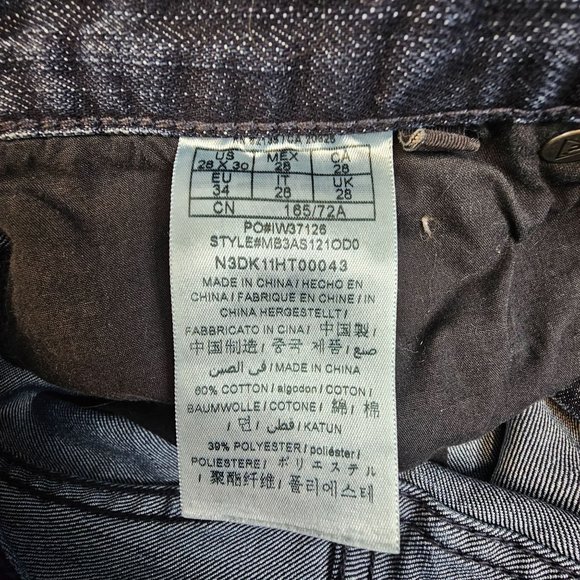 US 28 X 30 MEX 28 CA 28
EU 34 IT 28 UK 28
CN 165/72A
PO#IW37126
STYLE#MB3AS121OD0
N3DK11HT00043
MADE IN CHINA / HECHO EN
CHINA / FABRIQUE EN CHINE / IN
CHINA HERGESTELLT /
FABBRICATO IN CINA / 中国製 /
中国制造 / 중국 제품 / صنع
في الصين / MADE IN CHINA
60% COTTON / algodon / COTON /
BAUMWOLLE / COTONE / 綿 / 棉
/ 면 / قطن / KATUN
39% POLYESTER / poliéster /
POLIESTERE / ポリエステル
/ 聚酯纤维 / 폴리에스테